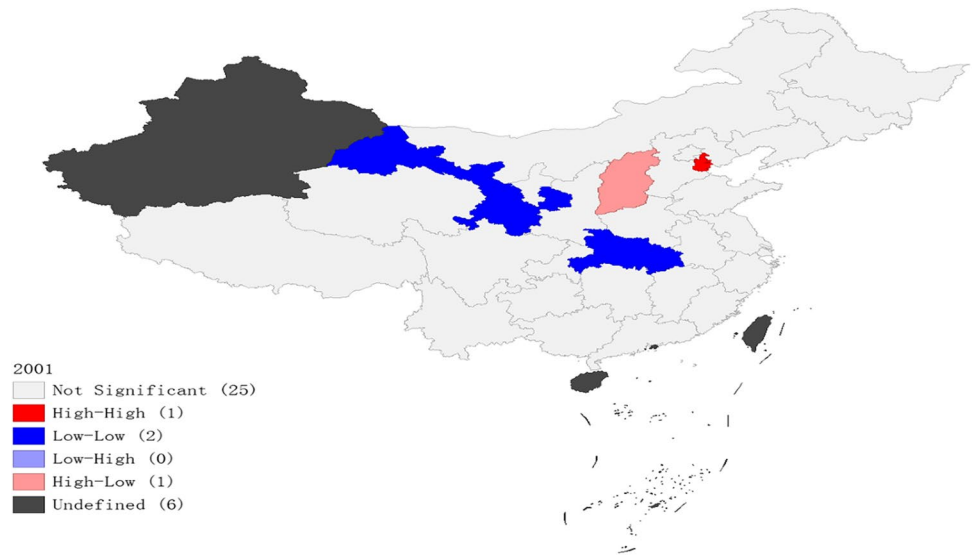 2001
Not Significant (25)
High-High (1)
Low-Low (2)
Low-High (0)
High-Low (1)
Undefined (6)